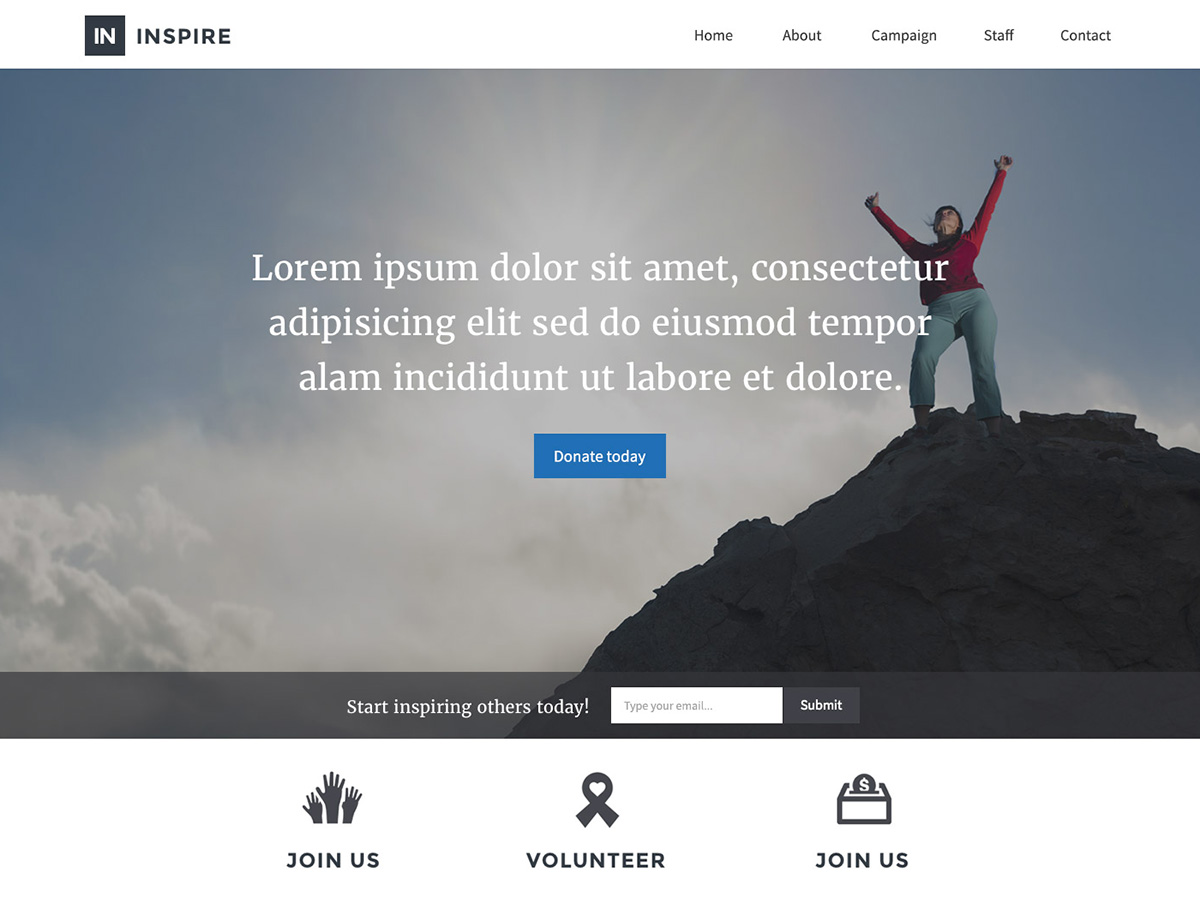 IN INSPIRE
Home About Campaign Staff Contact
Lorem ipsum dolor sit amet, consectetur
adipisicing elit sed do eiusmod tempor
alam incididunt ut labore et dolore.
Donate today
Start inspiring others today! Type your email... Submit
$
JOIN US VOLUNTEER JOIN US